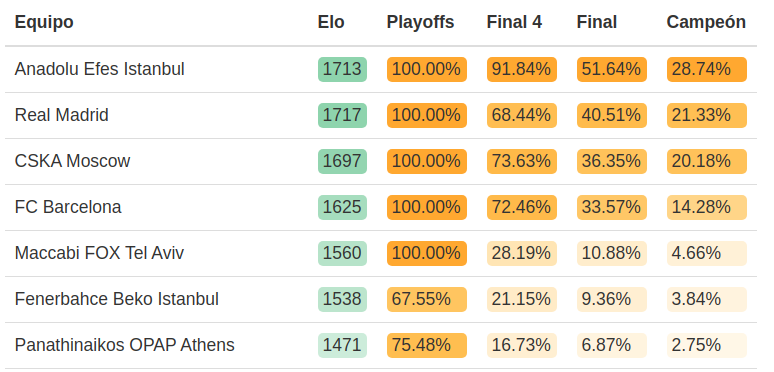 Equipo Elo Playoffs Final 4 Final Campeón
Anadolu Efes Istanbul 1713 100.00% 91.84% 51.64% 28.74%
Real Madrid 1717 100.00% 68.44% 40.51% 21.33%
CSKA Moscow 1697 100.00% 73.63% 36.35% 20.18%
FC Barcelona 1625 100.00% 72.46% 33.57% 14.28%
Maccabi FOX Tel Aviv 1560 100.00% 28.19% 10.88% 4.66%
Fenerbahce Beko Istanbul 1538 67.55% 21.15% 9.36% 3.84%
Panathinaikos OPAP Athens 1471 75.48% 16.73% 6.87% 2.75%